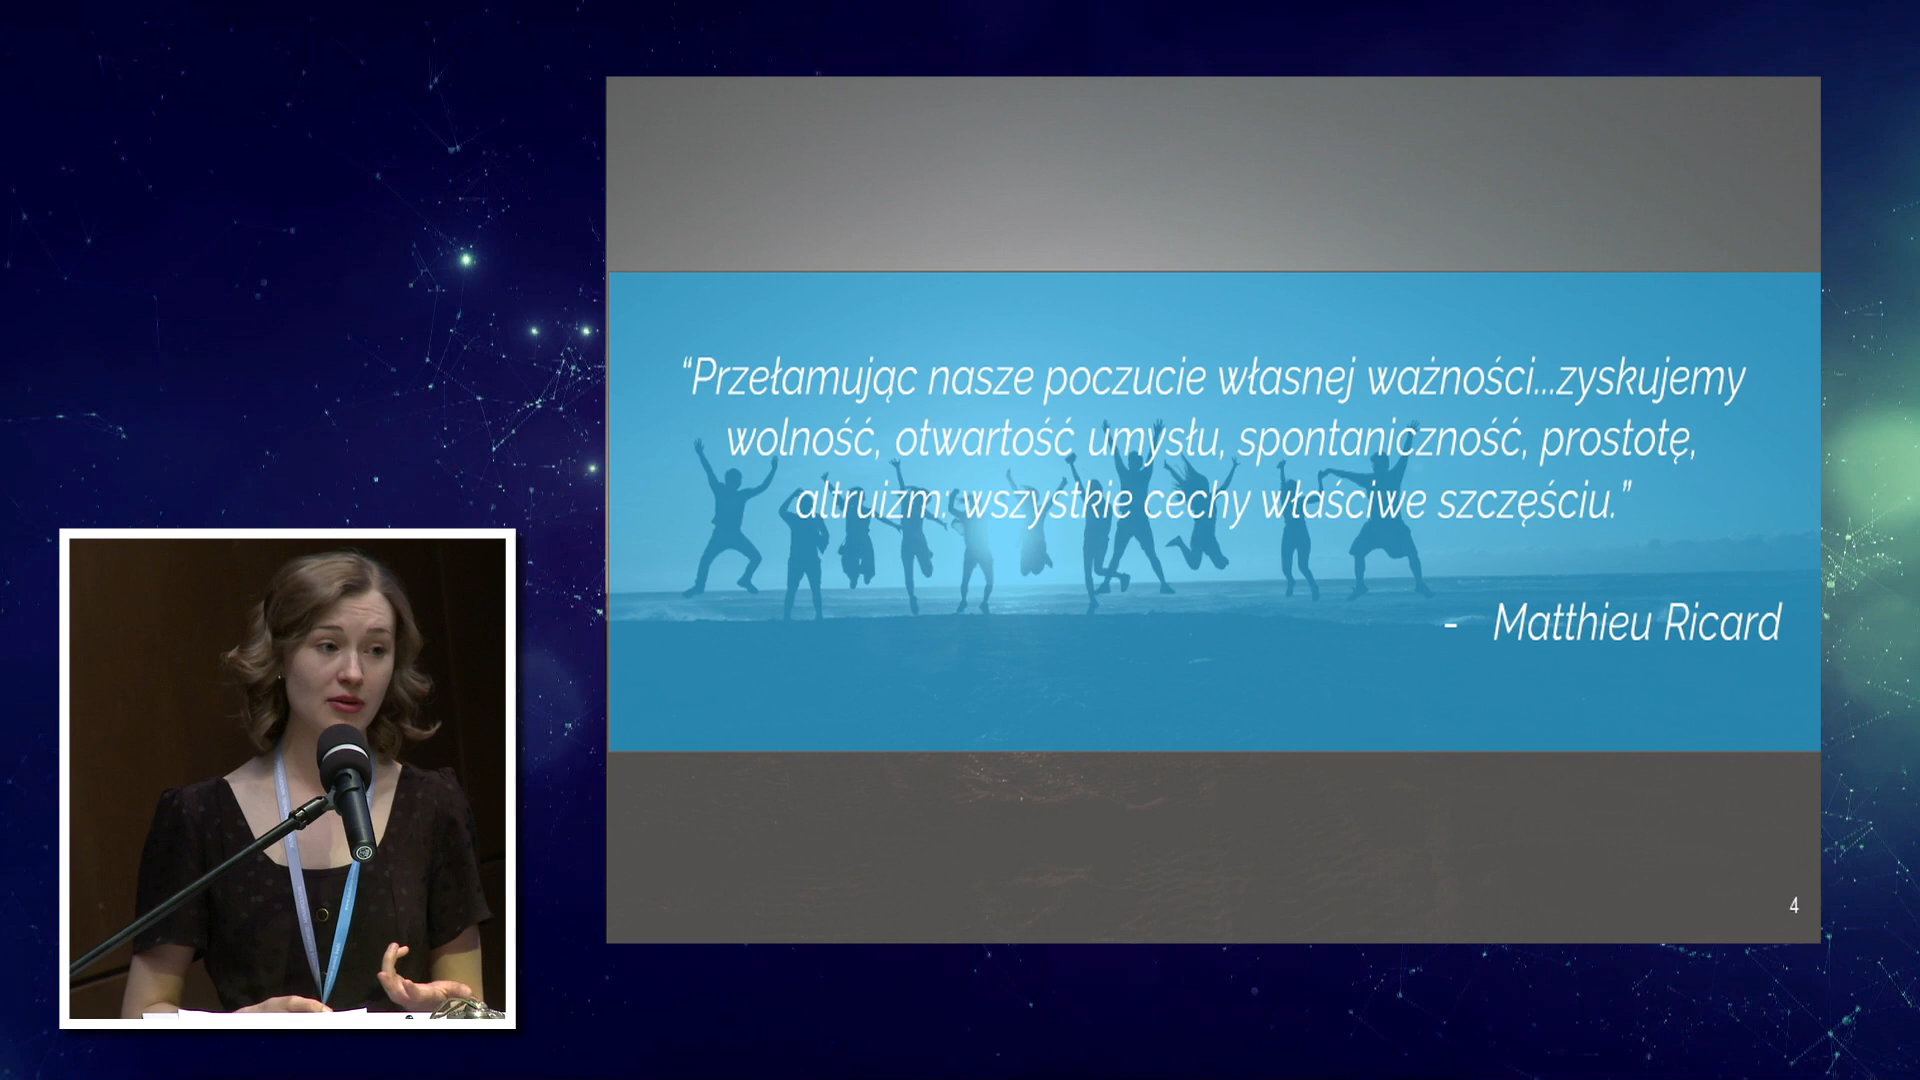 “Przełamując nasze poczucie własnej ważności...zyskujemy
wolność, otwartość umysłu, spontaniczność, prostotę,
altruizm: wszystkie cechy właściwe szczęściu.”
- Matthieu Ricard
4